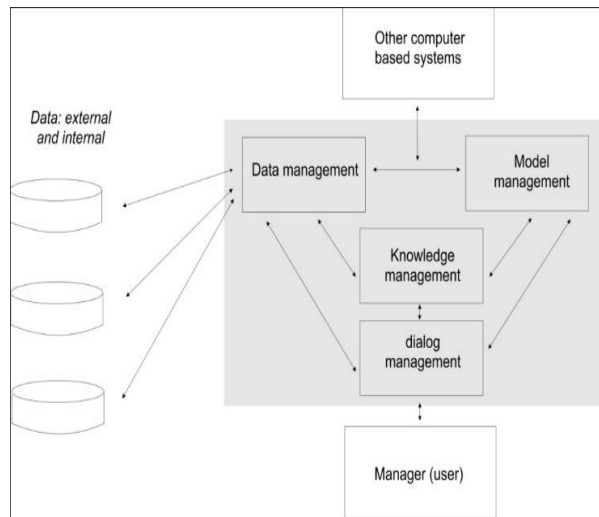 Other computer
based systems
Data: external
and internal
Data management
Model
management
Knowledge
management
dialog
management
Manager (user)